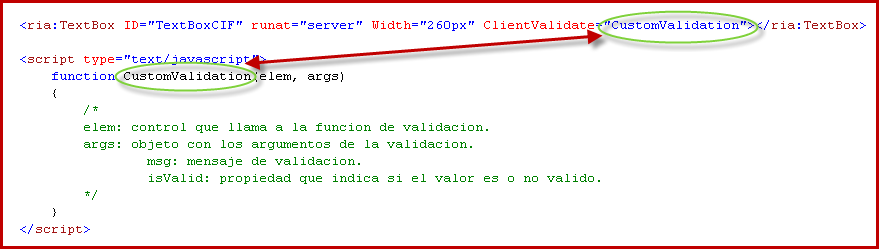 <ria:TextBox ID="TextBoxCIF" runat="server" Width="260px" ClientValidate="CustomValidation"></ria:TextBox>
<script type="text/javascript">
function CustomValidation(elem, args)
{
/*
elem: control que llama a la funcion de validacion.
args: objeto con los argumentos de la validacion.
msg: mensaje de validacion.
isValid: propiedad que indica si el valor es o no valido.
*/
}
</script>